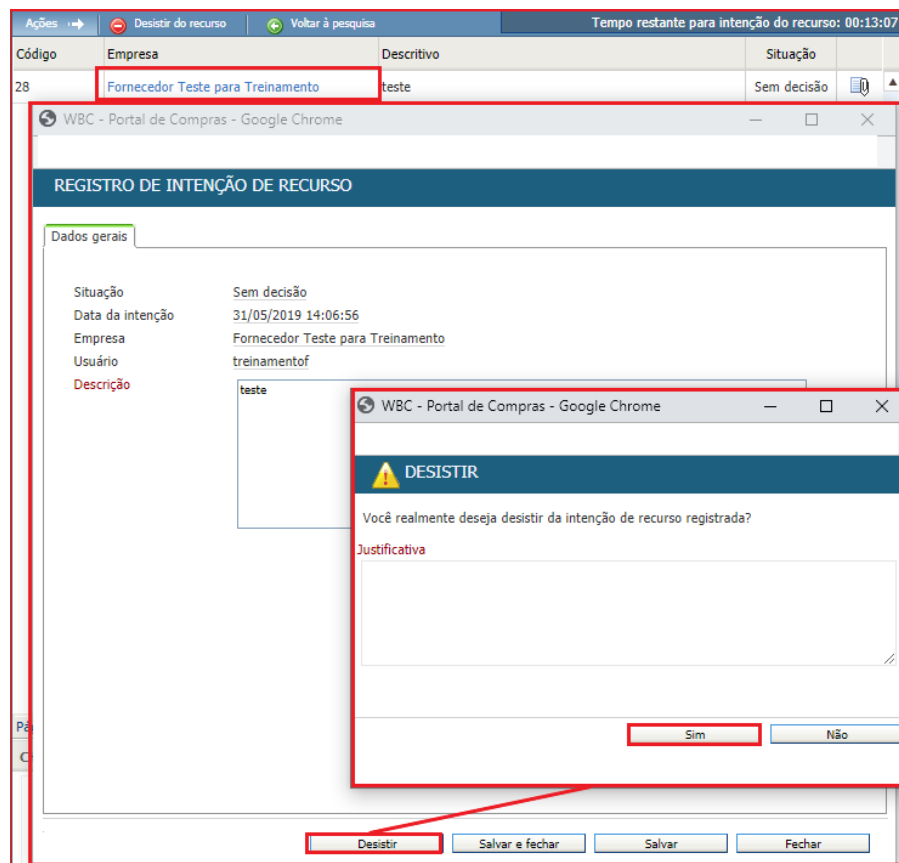 Ações Desistir do recurso Voltar à pesquisa Tempo restante para intenção do recurso: 00:13:07
Código Empresa Descritivo Situação
28 Fornecedor Teste para Treinamento teste Sem decisão
WBC - Portal de Compras - Google Chrome
REGISTRO DE INTENÇÃO DE RECURSO
Dados gerais
Situação Sem decisão
Data da intenção 31/05/2019 14:06:56
Empresa Fornecedor Teste para Treinamento
Usuário treinamentof
Descrição teste
WBC - Portal de Compras - Google Chrome
DESISTIR
Você realmente deseja desistir da intenção de recurso registrada?
Justificativa
Sim Não
Desistir Salvar e fechar Salvar Fechar